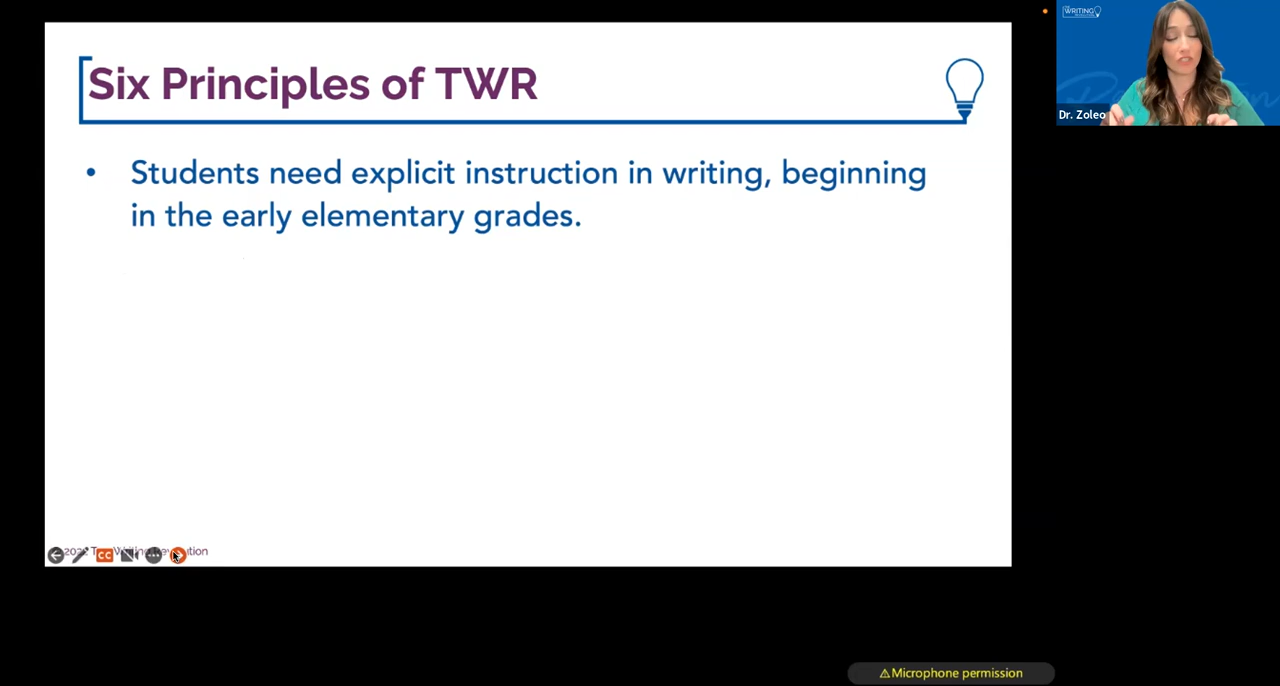 Six Principles of TWR
• Students need explicit instruction in writing, beginning
in the early elementary grades.
WRITING
Dr. Zoleo
CC
⚠Microphone permission